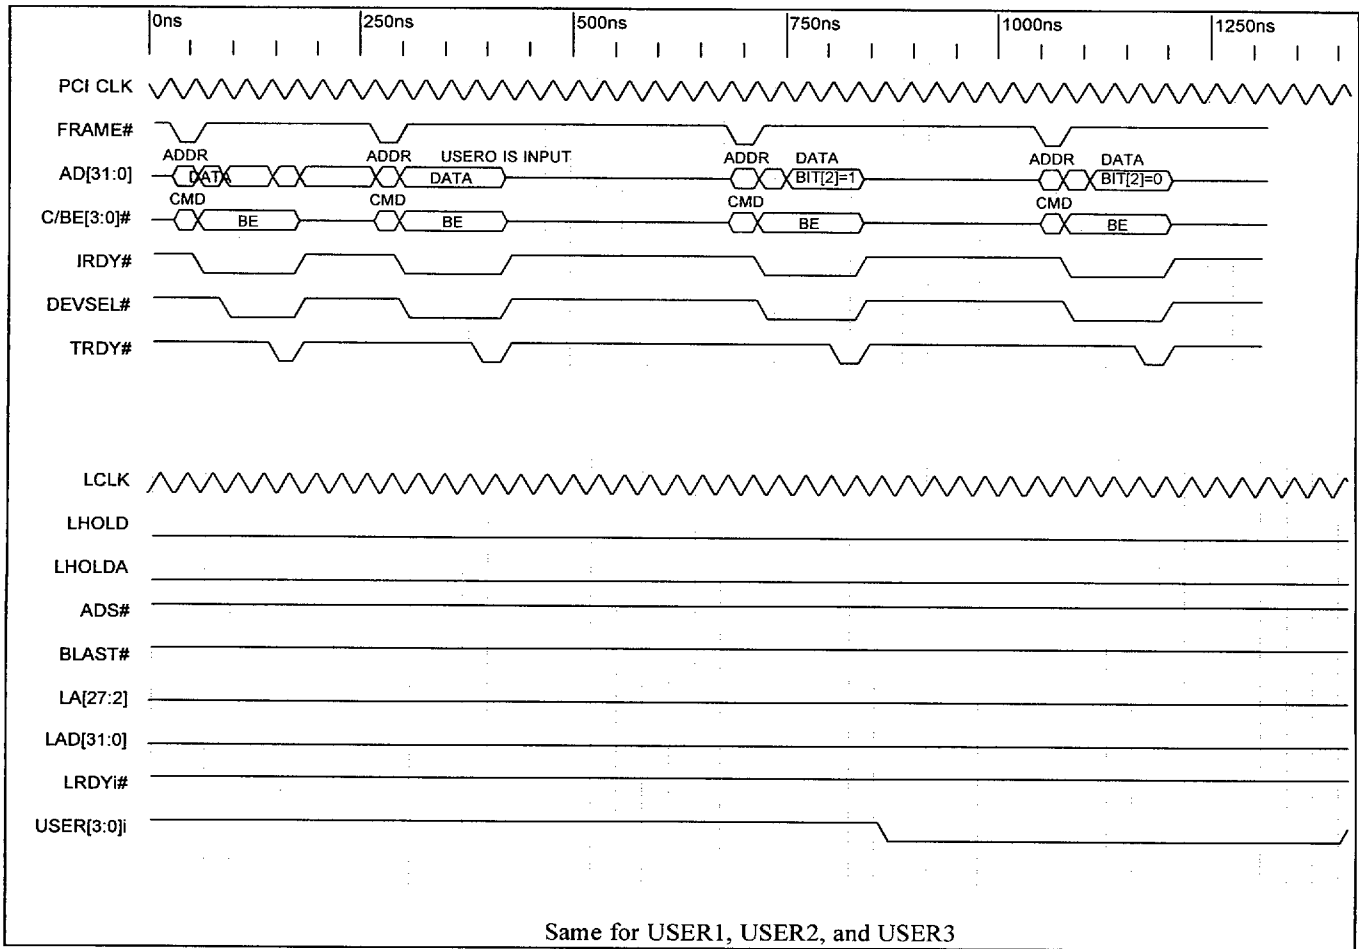 0ns 250ns 500ns 750ns 1000ns 1250ns
PCI CLK
FRAME#
ADDR ADDR USERO IS INPUT ADDR DATA ADDR DATA
AD[31:0] DATA DATA BIT[2]=1 BIT[2]=0
CMD CMD CMD CMD
C/BE[3:0]# BE BE BE BE
IRDY#
DEVSEL#
TRDY#
LCLK
LHOLD
LHOLDA
ADS#
BLAST#
LA[27:2]
LAD[31:0]
LRDYi#
USER[3:0]i
Same for USER1, USER2, and USER3